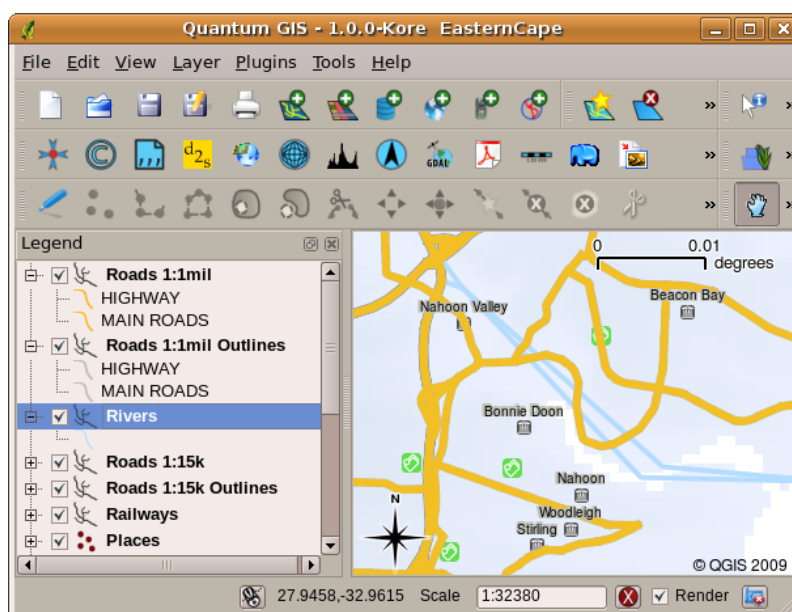 Quantum GIS - 1.0.0-Kore EasternCape
File Edit View Layer Plugins Tools Help
d2s
GDAL
Legend
Roads 1:1mil
HIGHWAY
MAIN ROADS
Roads 1:1mil Outlines
HIGHWAY
MAIN ROADS
Rivers
Roads 1:15k
Roads 1:15k Outlines
Railways
Places
0 0.01
degrees
Beacon Bay
Nahoon Valley
Bonnie Doon
Nahoon
Woodleigh
Stirling
N
© QGIS 2009
27.9458,-32.9615 Scale 1:32380 Render